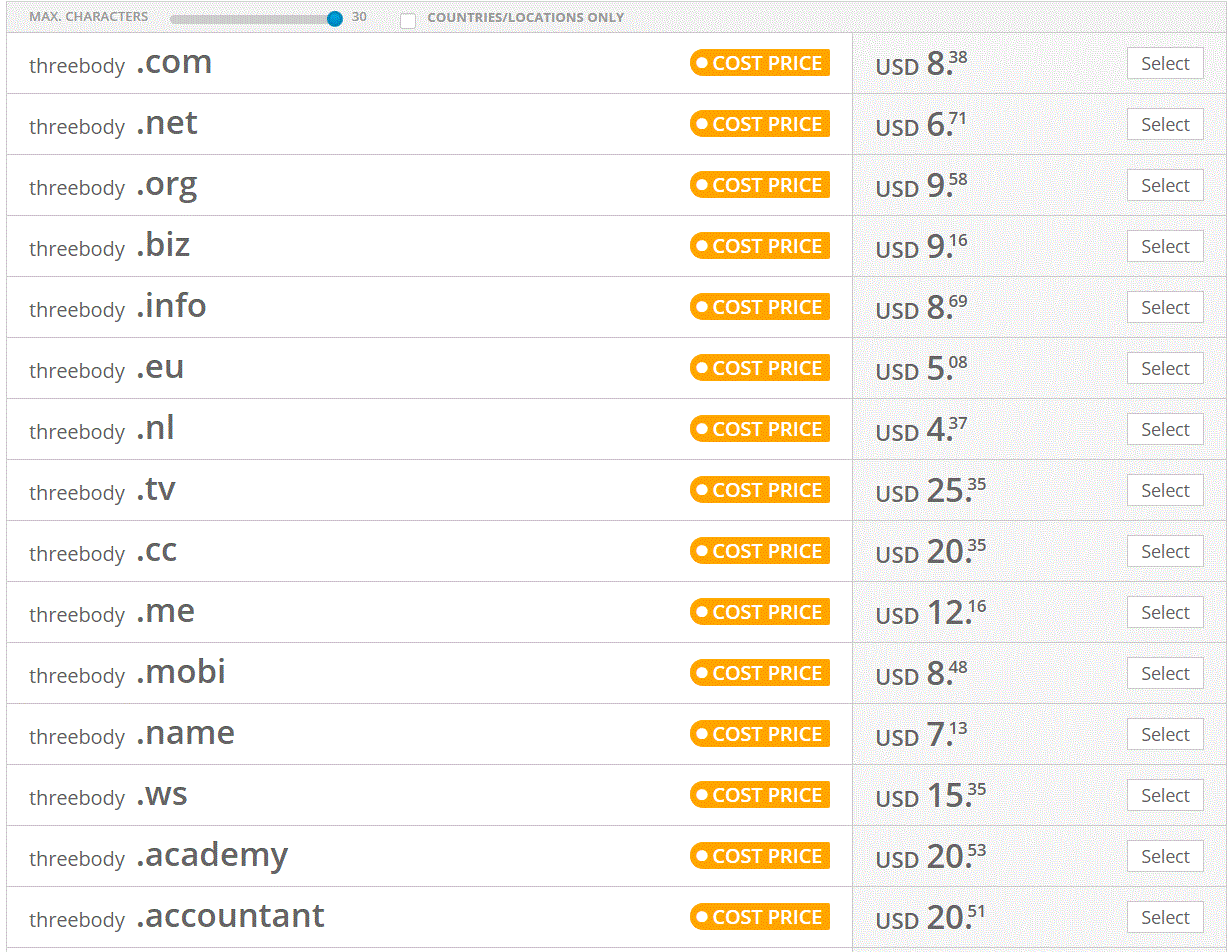 MAX. CHARACTERS 30 COUNTRIES/LOCATIONS ONLY
threebody .com COST PRICE USD 8.38 Select
threebody .net COST PRICE USD 6.71 Select
threebody .org COST PRICE USD 9.58 Select
threebody .biz COST PRICE USD 9.16 Select
threebody .info COST PRICE USD 8.69 Select
threebody .eu COST PRICE USD 5.08 Select
threebody .nl COST PRICE USD 4.37 Select
threebody .tv COST PRICE USD 25.35 Select
threebody .cc COST PRICE USD 20.35 Select
threebody .me COST PRICE USD 12.16 Select
threebody .mobi COST PRICE USD 8.48 Select
threebody .name COST PRICE USD 7.13 Select
threebody .ws COST PRICE USD 15.35 Select
threebody .academy COST PRICE USD 20.53 Select
threebody .accountant COST PRICE USD 20.51 Select